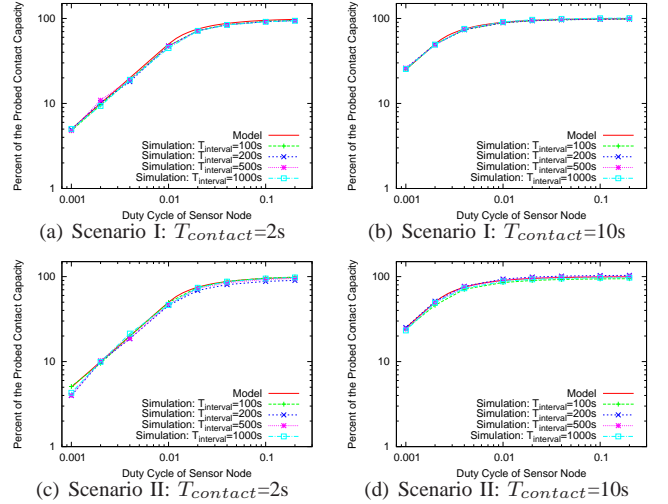 Percent of the Probed Contact Capacity
100
10
1
Model
Simulation: T_interval=100s
Simulation: T_interval=200s
Simulation: T_interval=500s
Simulation: T_interval=1000s
0.001 0.01 0.1
Duty Cycle of Sensor Node
(a) Scenario I: T_contact=2s
Percent of the Probed Contact Capacity
100
10
1
Model
Simulation: T_interval=100s
Simulation: T_interval=200s
Simulation: T_interval=500s
Simulation: T_interval=1000s
0.001 0.01 0.1
Duty Cycle of Sensor Node
(b) Scenario I: T_contact=10s
Percent of the Probed Contact Capacity
100
10
1
Model
Simulation: T_interval=100s
Simulation: T_interval=200s
Simulation: T_interval=500s
Simulation: T_interval=1000s
0.001 0.01 0.1
Duty Cycle of Sensor Node
(c) Scenario II: T_contact=2s
Percent of the Probed Contact Capacity
100
10
1
Model
Simulation: T_interval=100s
Simulation: T_interval=200s
Simulation: T_interval=500s
Simulation: T_interval=1000s
0.001 0.01 0.1
Duty Cycle of Sensor Node
(d) Scenario II: T_contact=10s